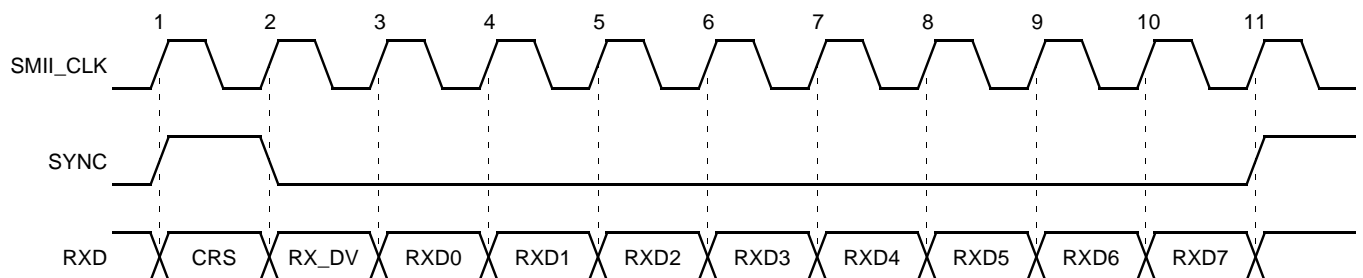 1 2 3 4 5 6 7 8 9 10 11
SMII_CLK
SYNC
RXD CRS RX_DV RXD0 RXD1 RXD2 RXD3 RXD4 RXD5 RXD6 RXD7